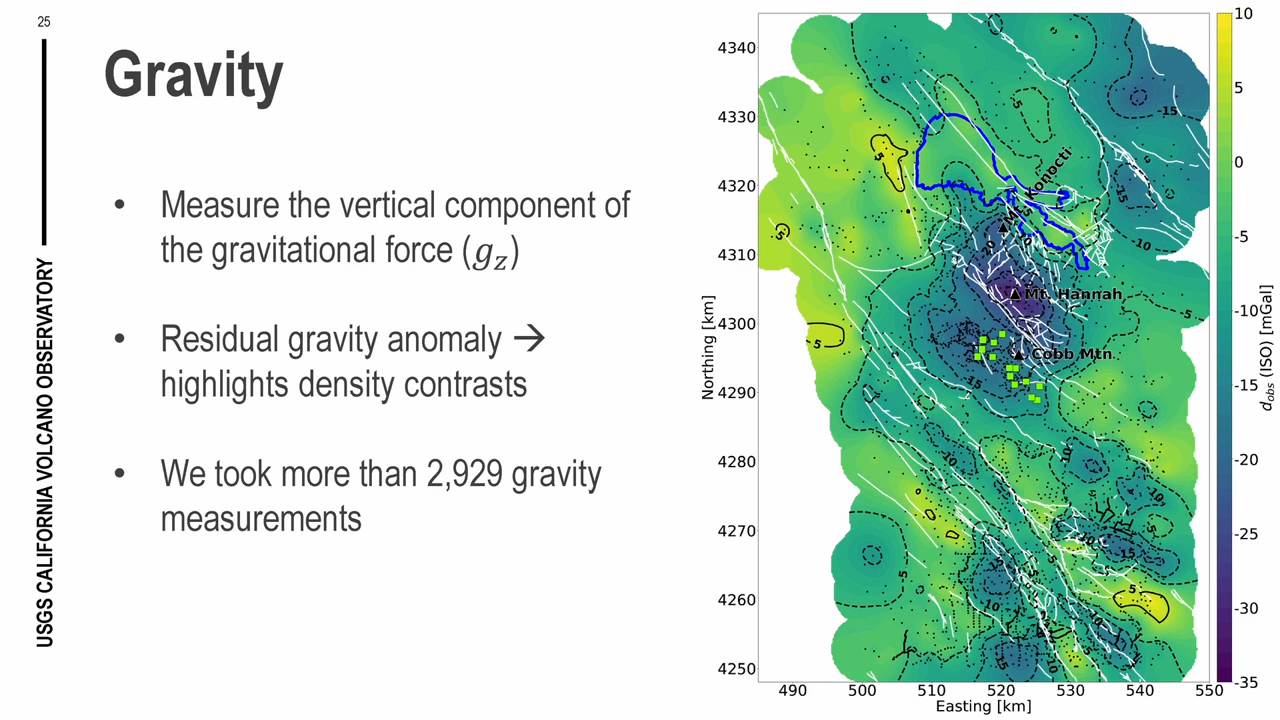 25
USGS CALIFORNIA VOLCANO OBSERVATORY
Gravity
• Measure the vertical component of
the gravitational force (g_z)
• Residual gravity anomaly →
highlights density contrasts
• We took more than 2,929 gravity
measurements
Northing [km]
4340
4330
4320
4310
4300
4290
4280
4270
4260
4250
490 500 510 520 530 540 550
Easting [km]
Mt. Konocti
Mt. Hannah
Cobb Mtn.
10
5
0
-5
-10
-15
-20
-25
-30
-35
d_obs (ISO) [mGal]